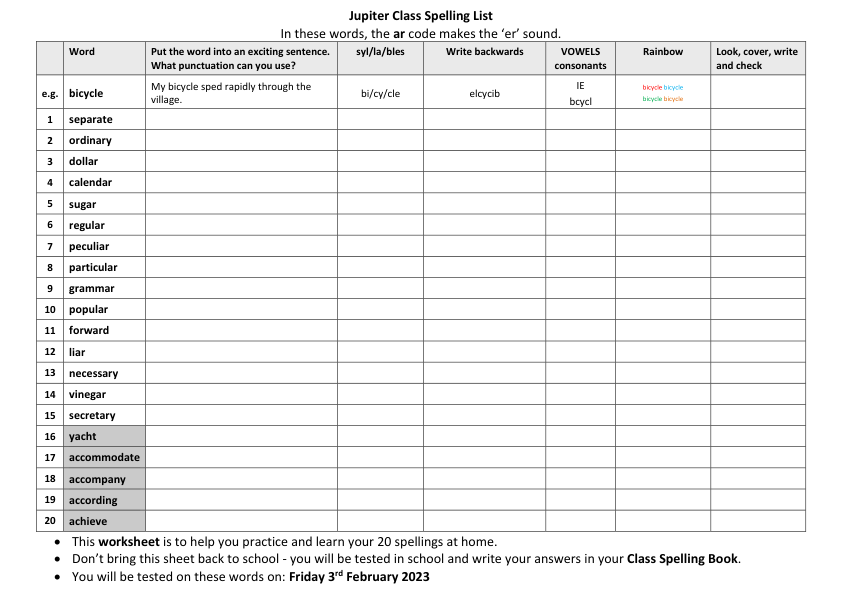 Jupiter Class Spelling List
In these words, the ar code makes the ‘er’ sound.
Word	Put the word into an exciting sentence. What punctuation can you use?	syl/la/bles	Write backwards	VOWELS consonants	Rainbow	Look, cover, write and check
e.g.	bicycle	My bicycle sped rapidly through the village.	bi/cy/cle	elcycib	IE bcycl	bicycle bicycle bicycle bicycle
1	separate
2	ordinary
3	dollar
4	calendar
5	sugar
6	regular
7	peculiar
8	particular
9	grammar
10	popular
11	forward
12	liar
13	necessary
14	vinegar
15	secretary
16	yacht
17	accommodate
18	accompany
19	according
20	achieve
• This worksheet is to help you practice and learn your 20 spellings at home.
• Don’t bring this sheet back to school - you will be tested in school and write your answers in your Class Spelling Book.
• You will be tested on these words on: Friday 3rd February 2023